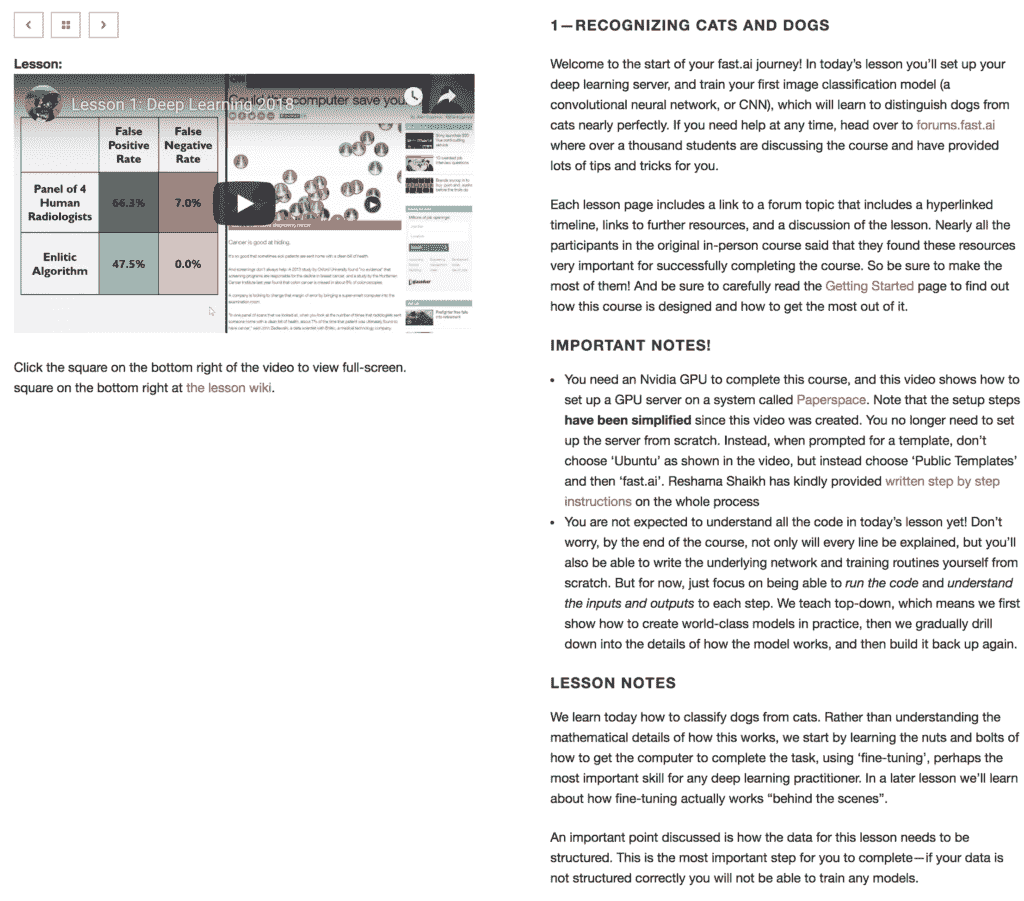 Lesson:
Lesson 1: Deep Learning 2018
Could this computer save you
False
Positive
Rate
False
Negative
Rate
Panel of 4
Human
Radiologists
66.3%
7.0%
Enlitic
Algorithm
47.5%
0.0%
Cancer is good at hiding.
Click the square on the bottom right of the video to view full-screen.
square on the bottom right at the lesson wiki.
1—RECOGNIZING CATS AND DOGS
Welcome to the start of your fast.ai journey! In today's lesson you'll set up your
deep learning server, and train your first image classification model (a
convolutional neural network, or CNN), which will learn to distinguish dogs from
cats nearly perfectly. If you need help at any time, head over to forums.fast.ai
where over a thousand students are discussing the course and have provided
lots of tips and tricks for you.
Each lesson page includes a link to a forum topic that includes a hyperlinked
timeline, links to further resources, and a discussion of the lesson. Nearly all the
participants in the original in-person course said that they found these resources
very important for successfully completing the course. So be sure to make the
most of them! And be sure to carefully read the Getting Started page to find out
how this course is designed and how to get the most out of it.
IMPORTANT NOTES!
• You need an Nvidia GPU to complete this course, and this video shows how to
set up a GPU server on a system called Paperspace. Note that the setup steps
have been simplified since this video was created. You no longer need to set
up the server from scratch. Instead, when prompted for a template, don't
choose 'Ubuntu' as shown in the video, but instead choose 'Public Templates'
and then 'fast.ai'. Reshama Shaikh has kindly provided written step by step
instructions on the whole process
• You are not expected to understand all the code in today's lesson yet! Don't
worry, by the end of the course, not only will every line be explained, but you'll
also be able to write the underlying network and training routines yourself from
scratch. But for now, just focus on being able to run the code and understand
the inputs and outputs to each step. We teach top-down, which means we first
show how to create world-class models in practice, then we gradually drill
down into the details of how the model works, and then build it back up again.
LESSON NOTES
We learn today how to classify dogs from cats. Rather than understanding the
mathematical details of how this works, we start by learning the nuts and bolts of
how to get the computer to complete the task, using 'fine-tuning', perhaps the
most important skill for any deep learning practitioner. In a later lesson we'll learn
about how fine-tuning actually works "behind the scenes".
An important point discussed is how the data for this lesson needs to be
structured. This is the most important step for you to complete—if your data is
not structured correctly you will not be able to train any models.